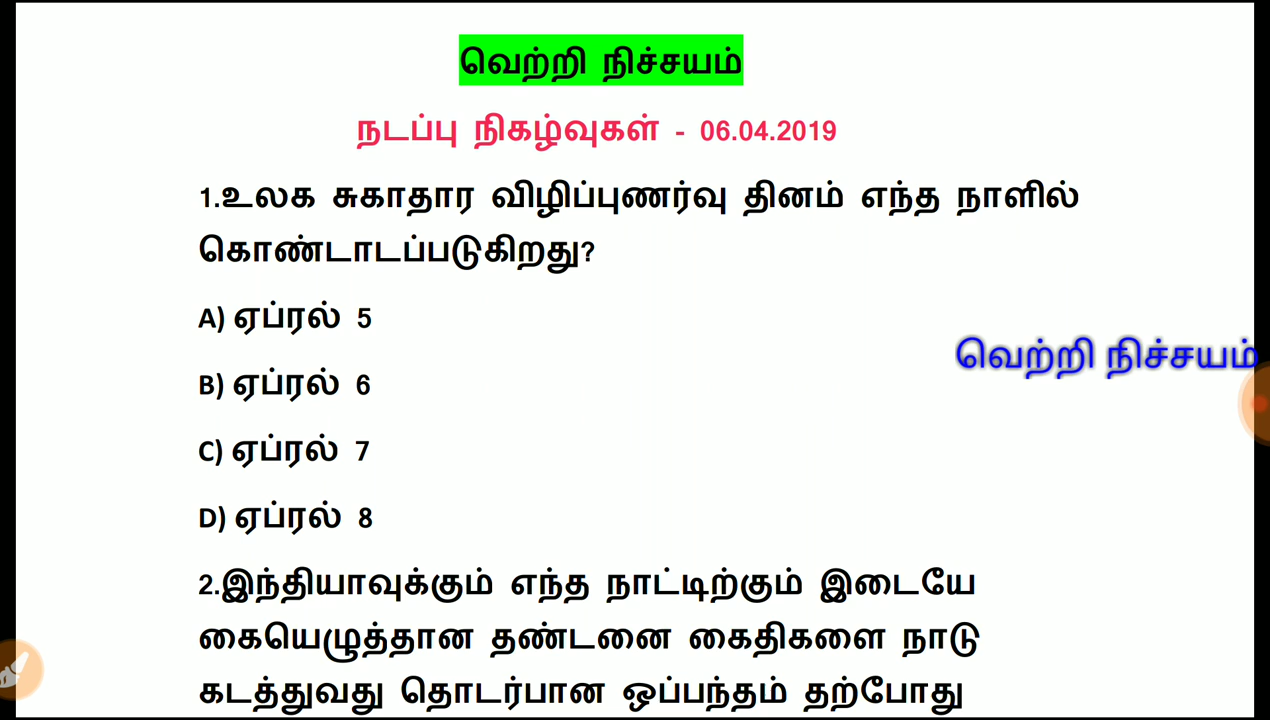 வெற்றி நிச்சயம்
நடப்பு நிகழ்வுகள் - 06.04.2019
1.உலக சுகாதார விழிப்புணர்வு தினம் எந்த நாளில்
கொண்டாடப்படுகிறது?
A) ஏப்ரல் 5
வெற்றி நிச்சயம்
B) ஏப்ரல் 6
C) ஏப்ரல் 7
D) ஏப்ரல் 8
2.இந்தியாவுக்கும் எந்த நாட்டிற்கும் இடையே
கையெழுத்தான தண்டனை கைதிகளை நாடு
கடத்துவது தொடர்பான ஒப்பந்தம் தற்போது